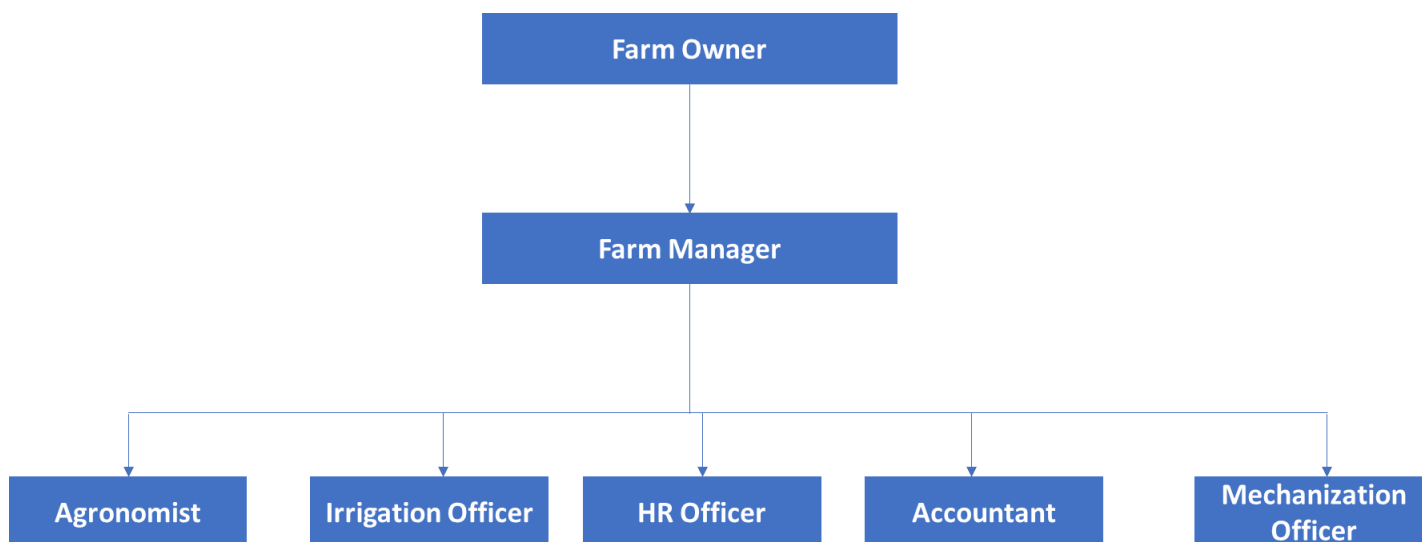 Farm Owner
Farm Manager
Agronomist
Irrigation Officer
HR Officer
Accountant
Mechanization
Officer